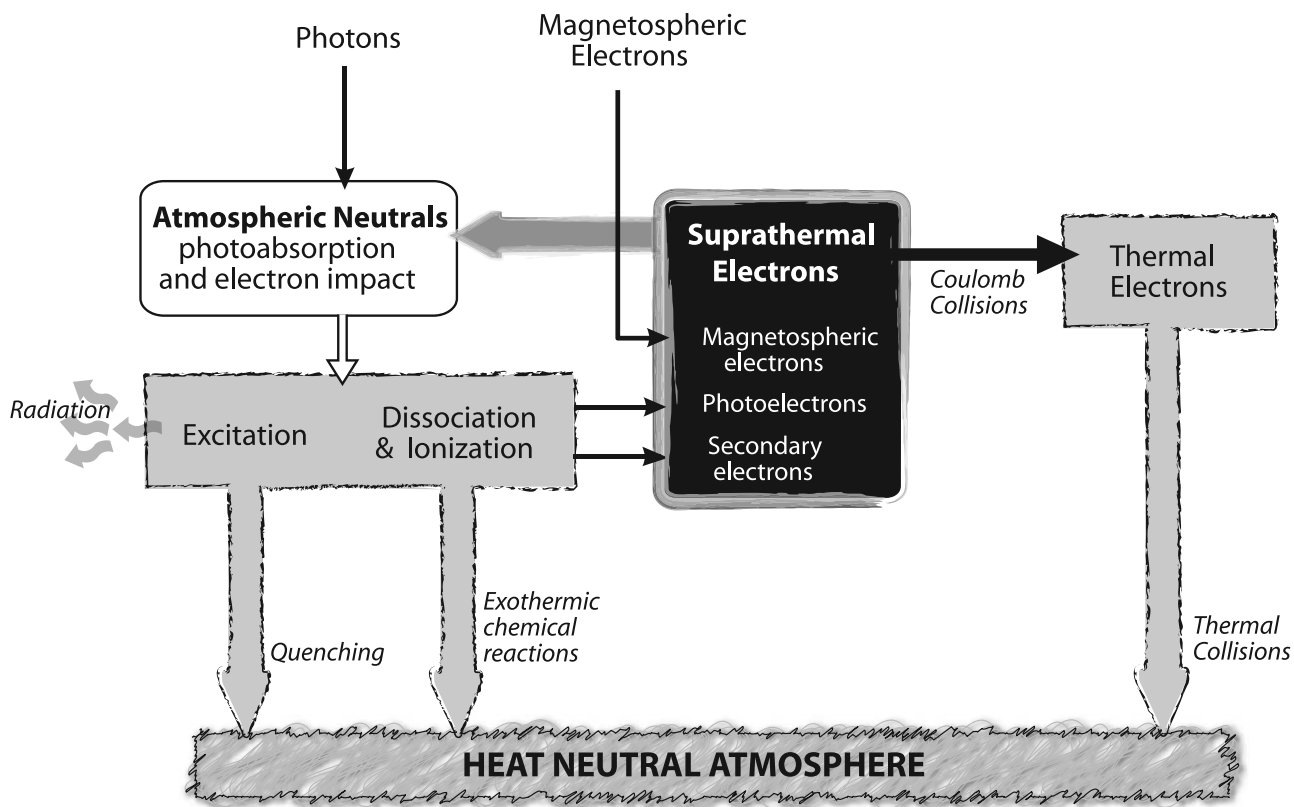 Photons
Magnetospheric
Electrons
Atmospheric Neutrals
photoabsorption
and electron impact
Suprathermal
Electrons
Magnetospheric
electrons
Photoelectrons
Secondary
electrons
Coulomb
Collisions
Thermal
Electrons
Radiation
Excitation
Dissociation
& Ionization
Quenching
Exothermic
chemical
reactions
Thermal
Collisions
HEAT NEUTRAL ATMOSPHERE